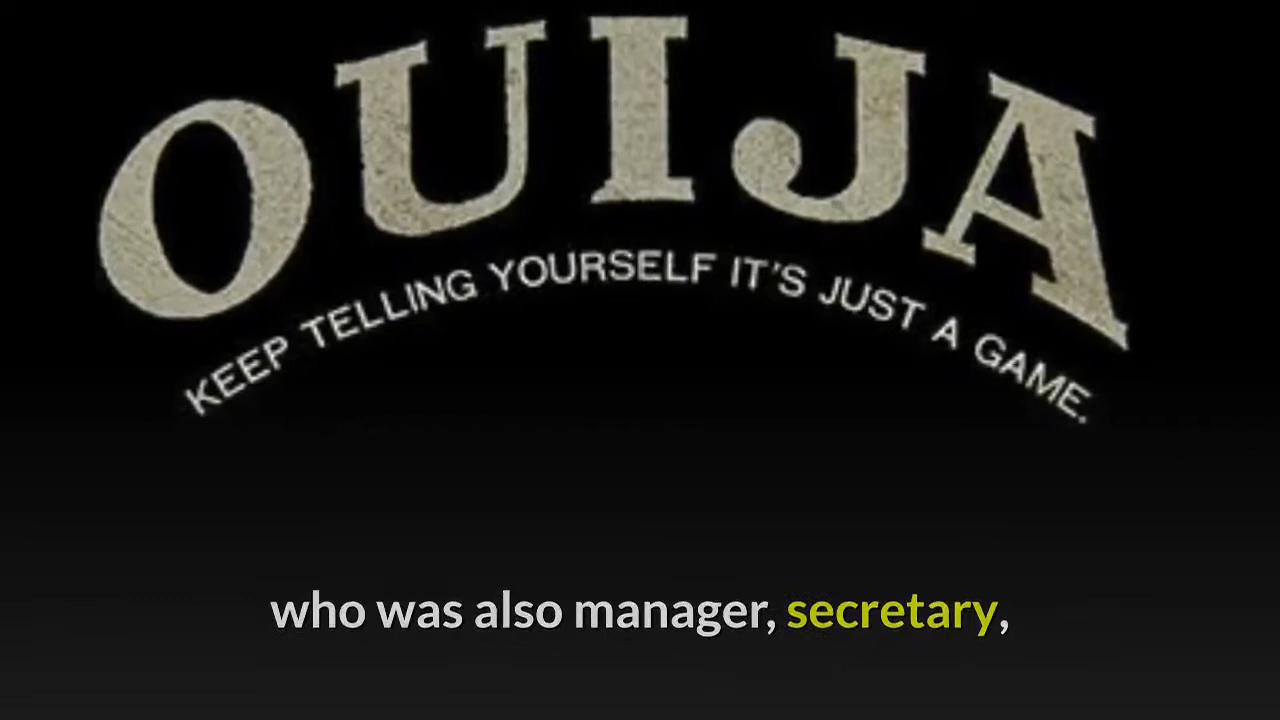 OUIJA
KEEP TELLING YOURSELF IT'S JUST A GAME.
who was also manager, secretary,